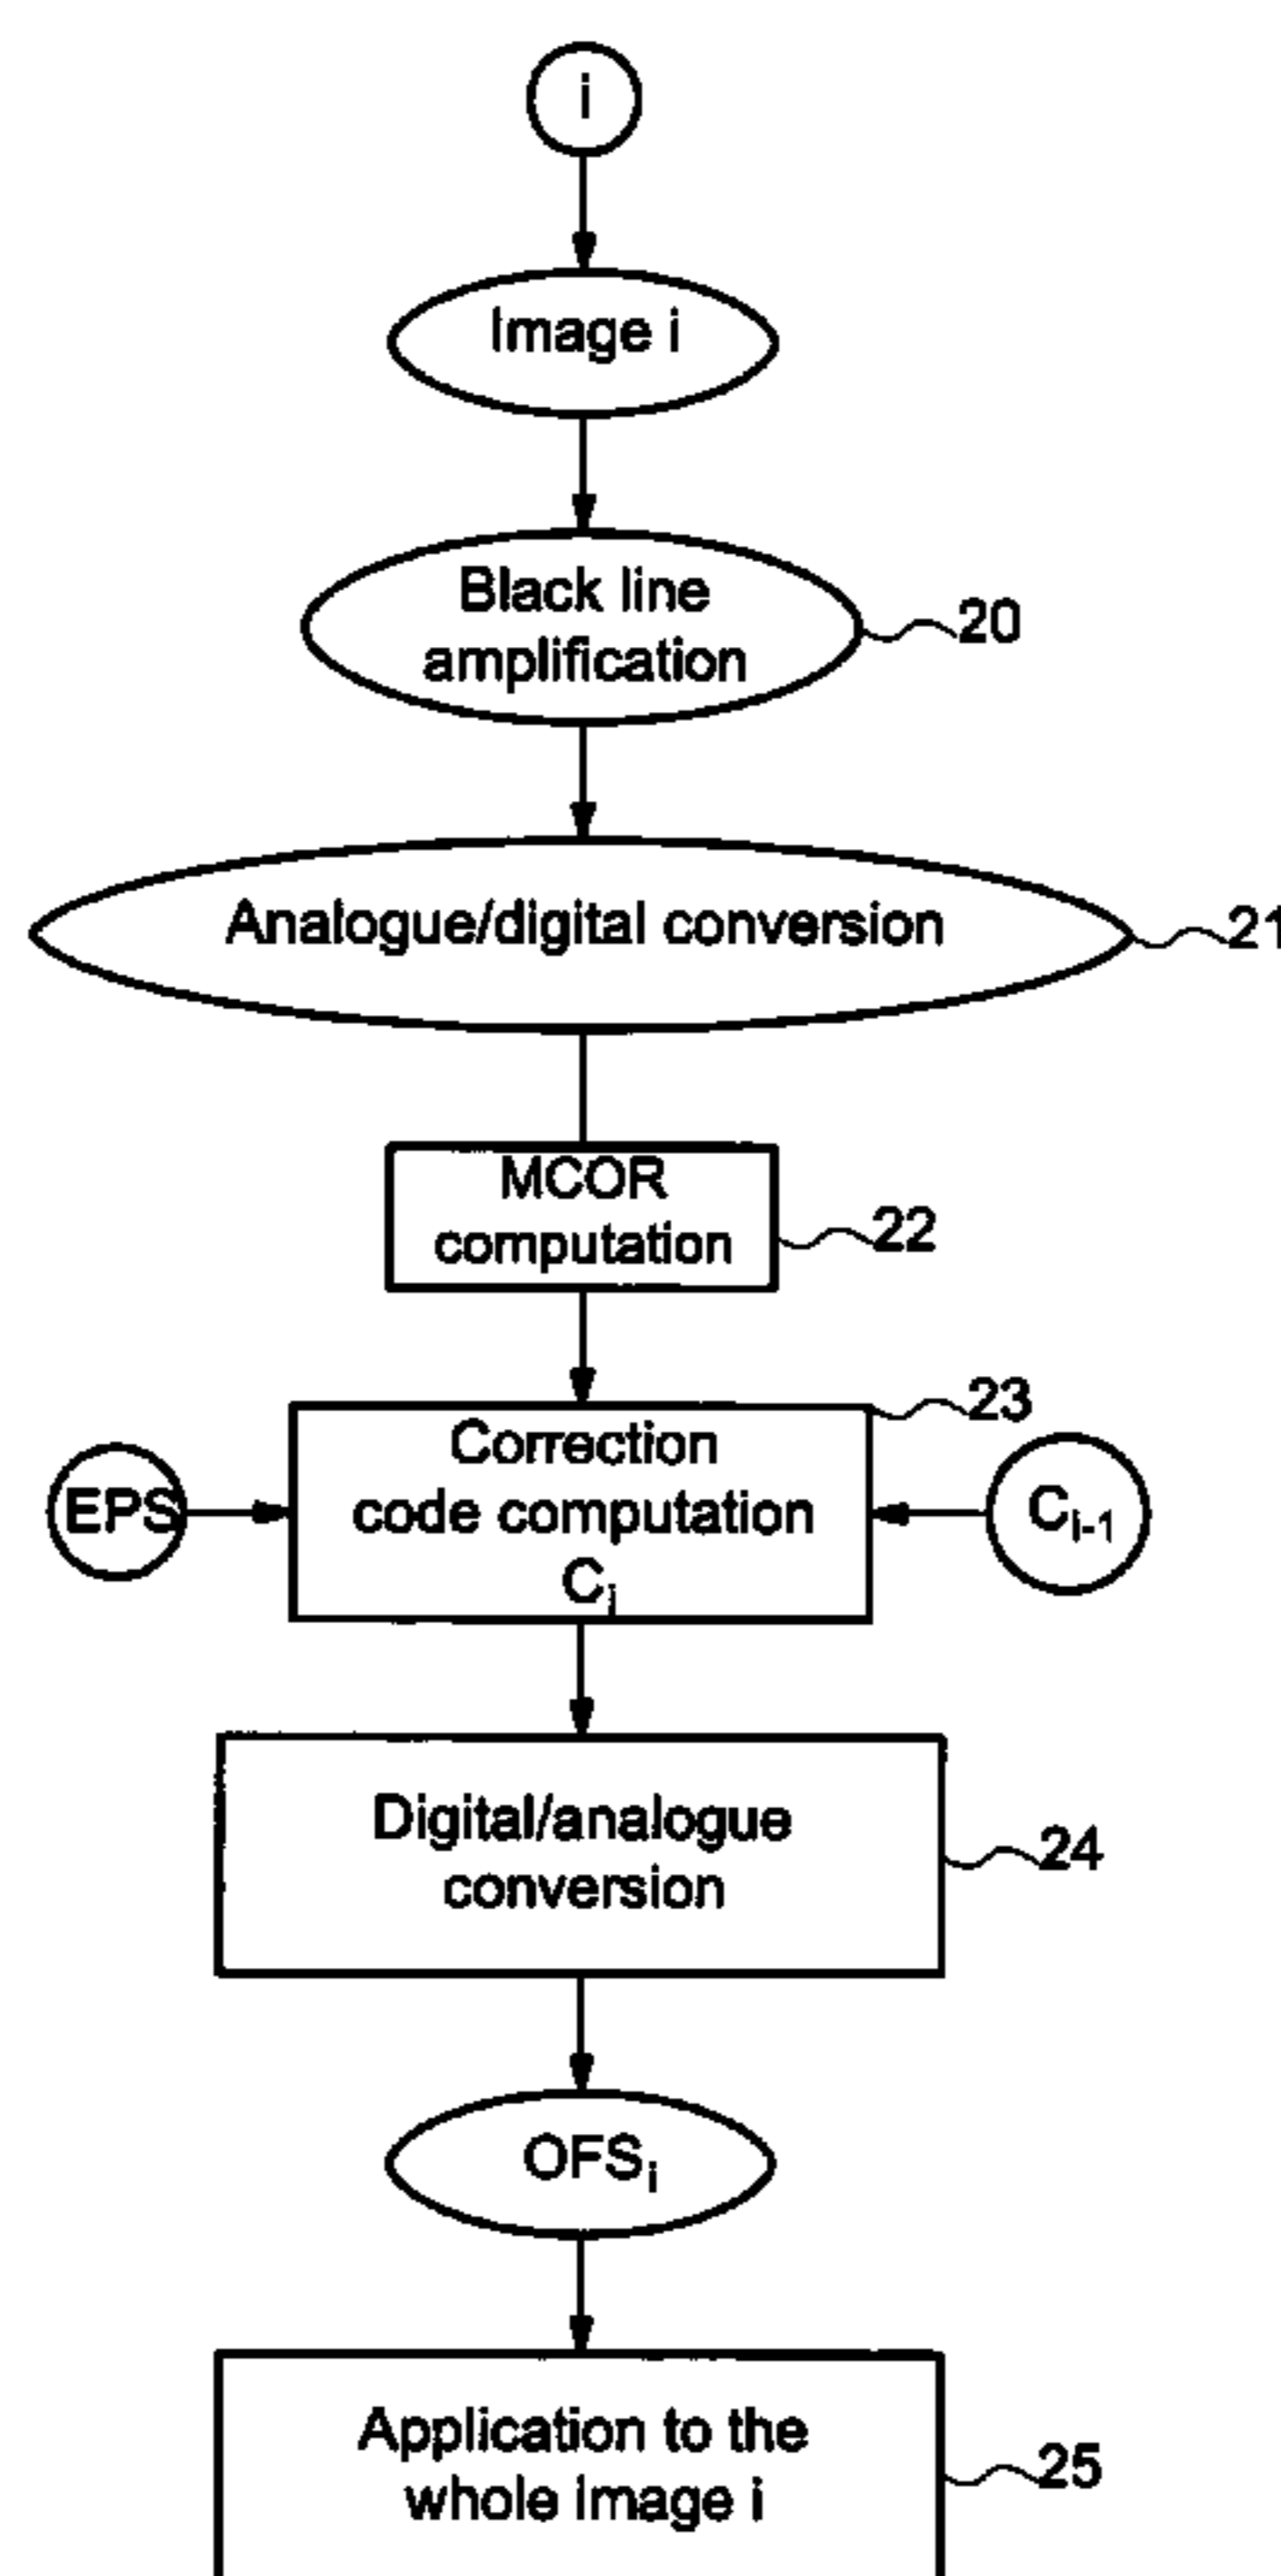 i
Image i
Black line
amplification
20
Analogue/digital conversion
21
MCOR
computation
22
23
Correction
code computation
Ci
EPS
Ci-1
Digital/analogue
conversion
24
OFSi
Application to the
whole image i
25